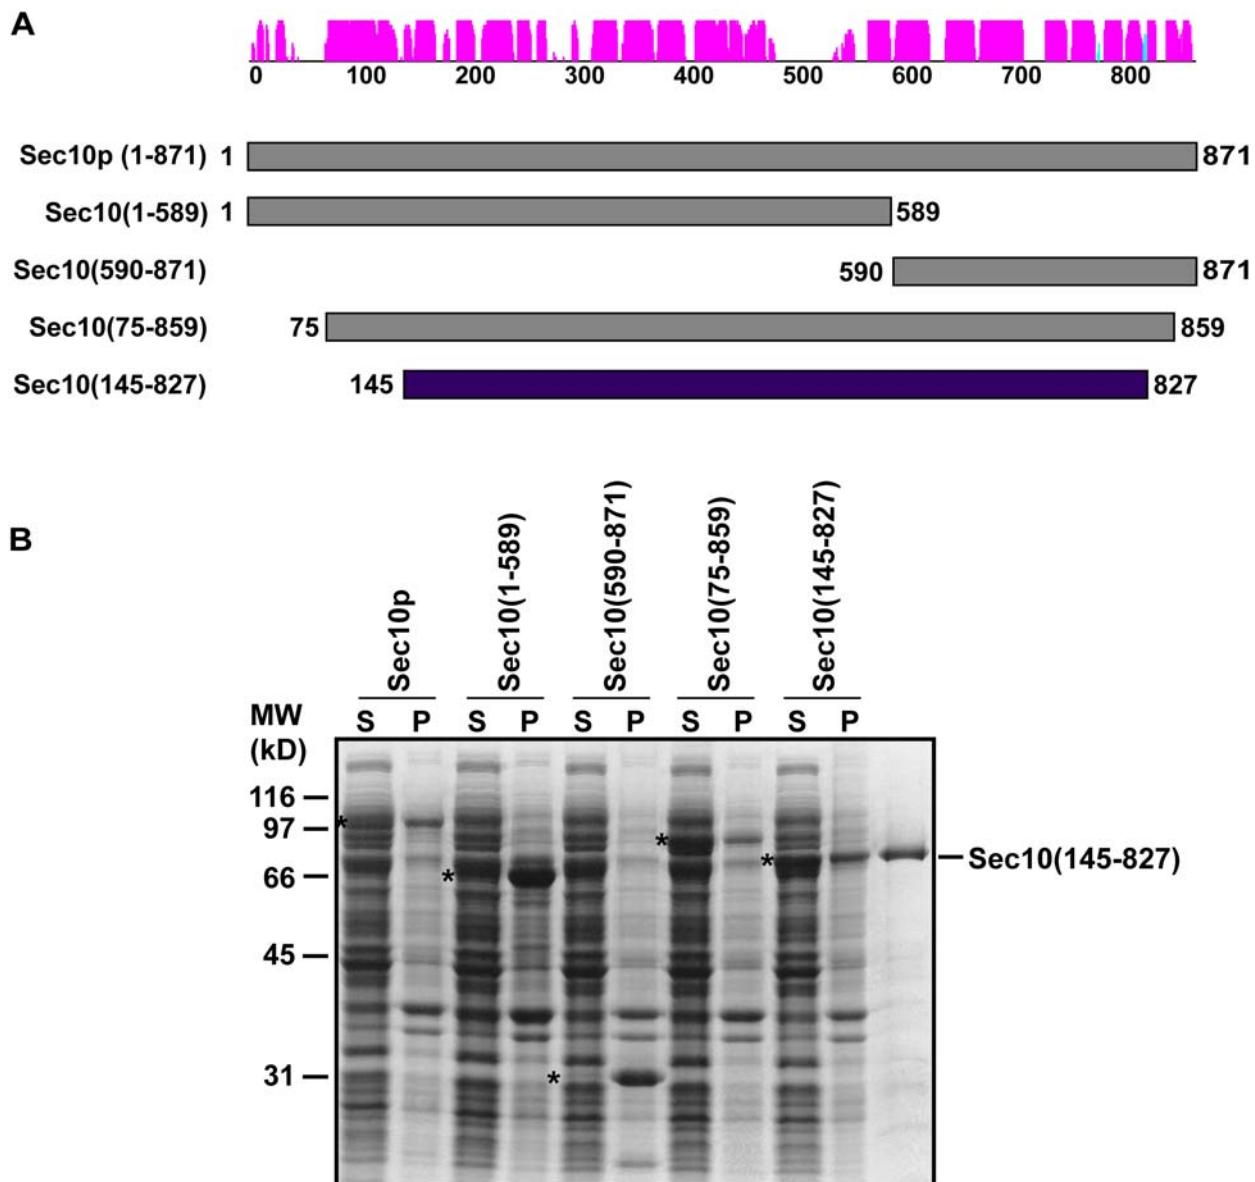 A
0 100 200 300 400 500 600 700 800
Sec10p (1-871) 1 871
Sec10(1-589) 1 589
Sec10(590-871) 590 871
Sec10(75-859) 75 859
Sec10(145-827) 145 827
B
Sec10p Sec10(1-589) Sec10(590-871) Sec10(75-859) Sec10(145-827)
MW S P S P S P S P S P
(kD)
116
* 97 *
* 66 * Sec10(145-827)
45
31 *